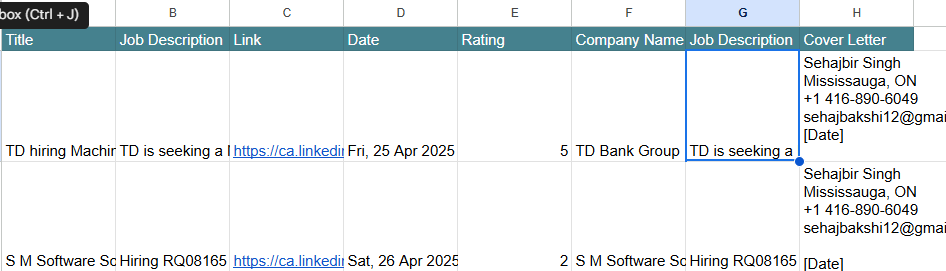 box (Ctrl + J)
B C D E F G H
Title Job Description Link Date Rating Company Name Job Description Cover Letter
Sehajbir Singh
Mississauga, ON
+1 416-890-6049
sehajbakshi12@gmai
[Date]
TD hiring Machir TD is seeking a https://ca.linkedir Fri, 25 Apr 2025 5 TD Bank Group TD is seeking a
Sehajbir Singh
Mississauga, ON
+1 416-890-6049
sehajbakshi12@gmai
[Date]
S M Software Sc Hiring RQ08165 https://ca.linkedir Sat, 26 Apr 2025 2 S M Software Sc Hiring RQ08165